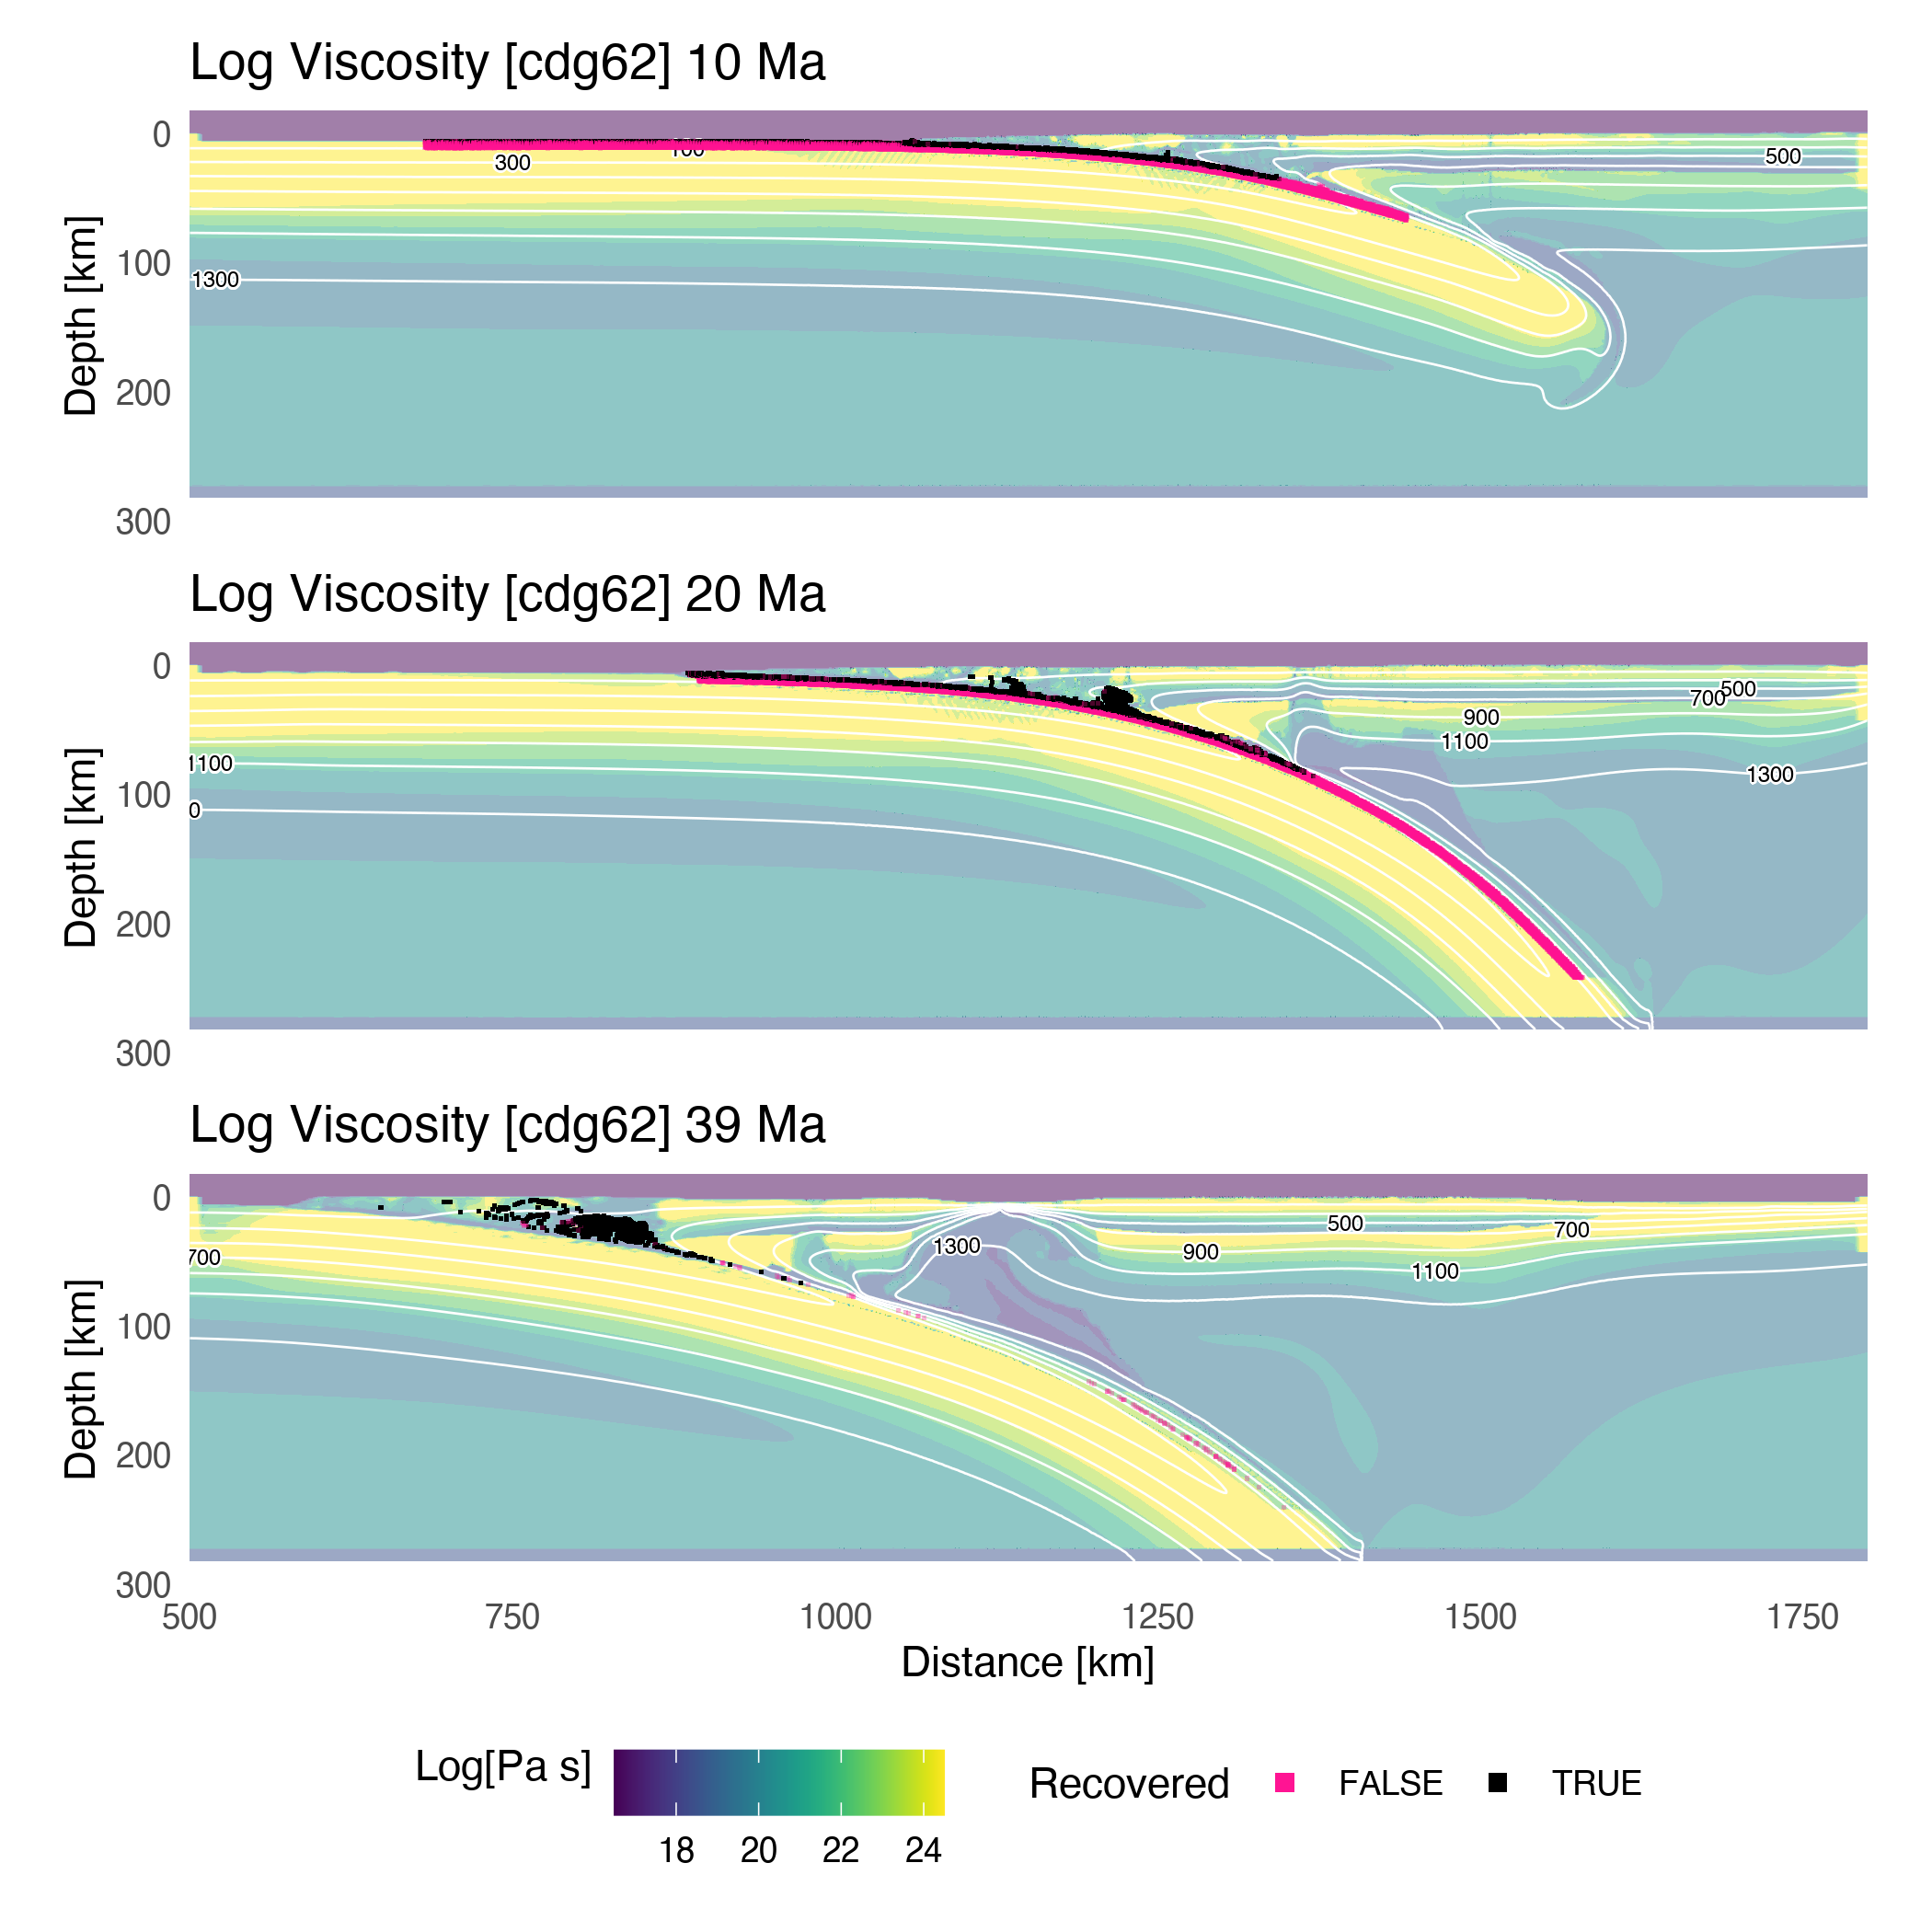 Log Viscosity [cdg62] 10 Ma
0
100
200
300
Depth [km]
300
500
1300
Log Viscosity [cdg62] 20 Ma
0
100
200
300
Depth [km]
500
700
900
1100
1100
1300
0
Log Viscosity [cdg62] 39 Ma
0
100
200
300
Depth [km]
500
700
1300
900
700
1100
500 750 1000 1250 1500 1750
Distance [km]
Log[Pa s]
18 20 22 24
Recovered FALSE TRUE